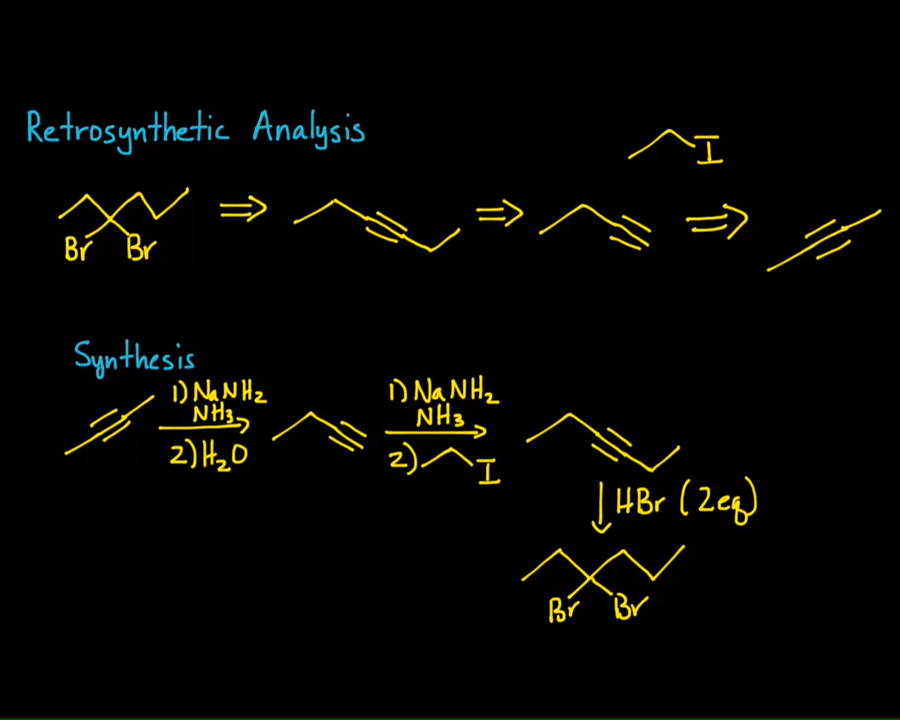 Retrosynthetic Analysis
I
⇒ ⇒ ⇒
Br Br
Synthesis
1) NaNH2
NH3
2) H2O
1) NaNH2
NH3
2) I
HBr (2eq)
Br Br